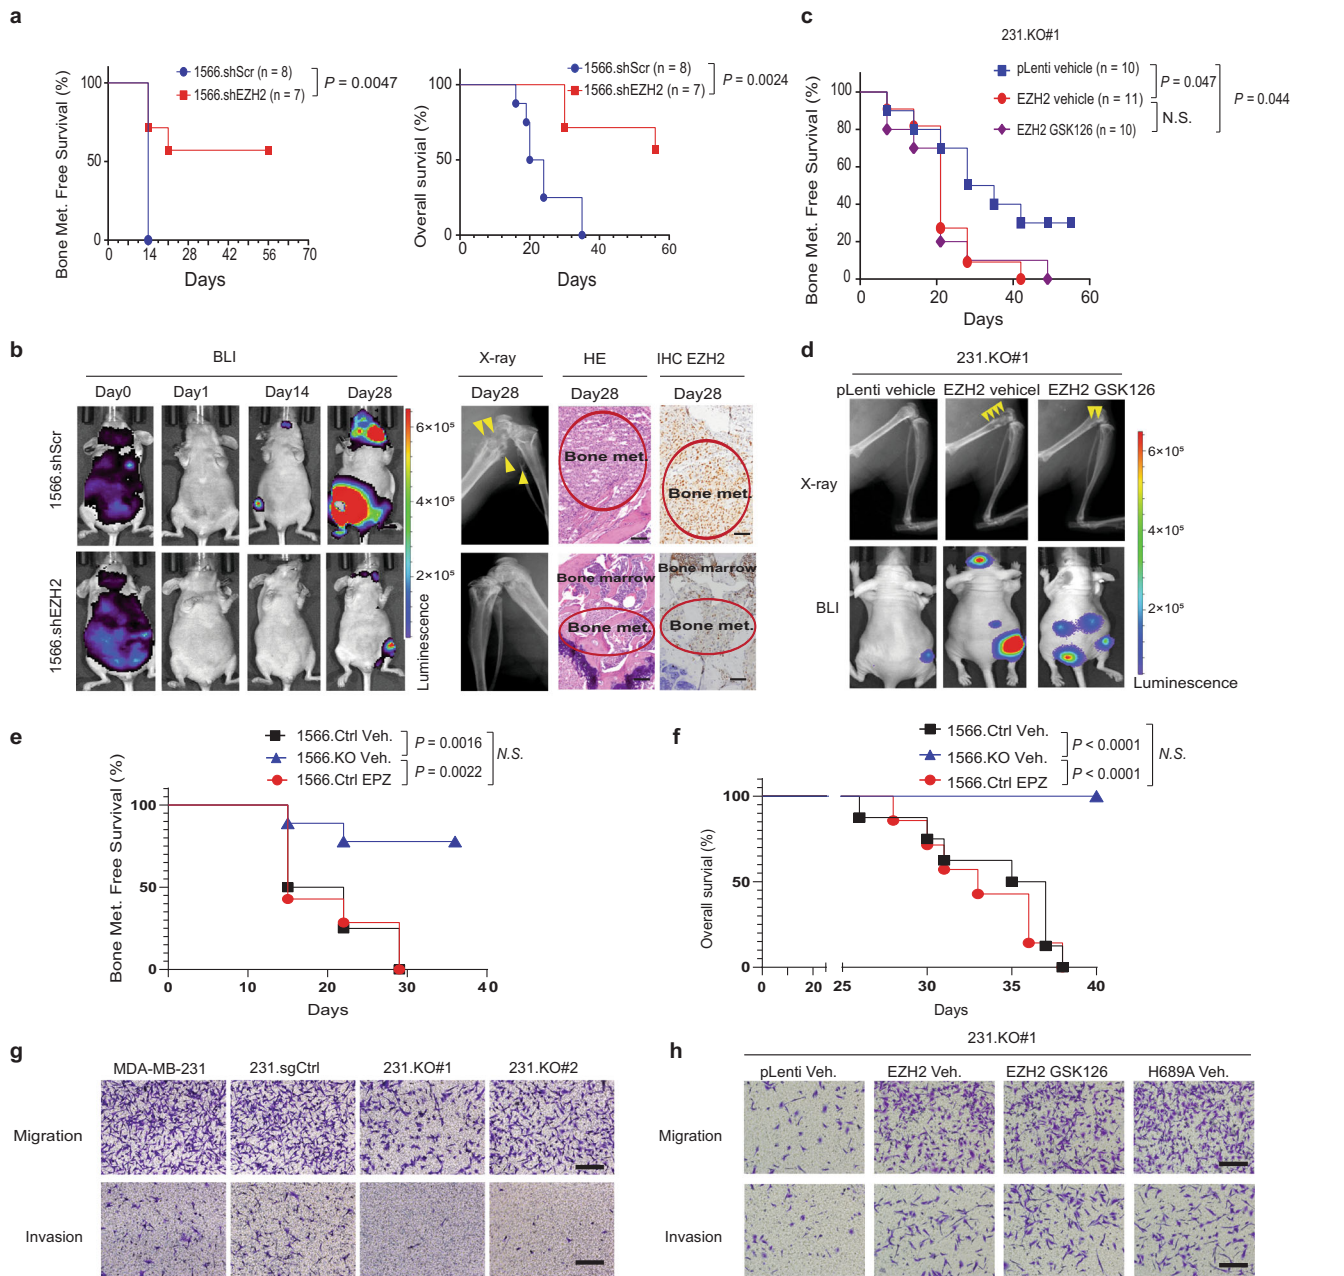 a
1566.shScr (n = 8)
1566.shEZH2 (n = 7)
P = 0.0047
Bone Met. Free Survival (%)
100
50
0
0 14 28 42 56 70
Days
1566.shScr (n = 8)
1566.shEZH2 (n = 7)
P = 0.0024
Overall survival (%)
100
50
0
0 20 40 60
Days
c
231.KO#1
pLenti vehicle (n = 10)
EZH2 vehicle (n = 11)
EZH2 GSK126 (n = 10)
P = 0.047
N.S.
P = 0.044
Bone Met. Free Survival (%)
100
80
60
40
20
0
0 20 40 60
Days
b
BLI
X-ray
HE
IHC EZH2
Day0 Day1 Day14 Day28
Day28 Day28 Day28
1566.shScr
1566.shEZH2
6×10⁵
4×10⁵
2×10⁵
Luminescence
Bone met.
Bone met.
Bone marrow
Bone met.
Bone marrow
Bone met.
d
231.KO#1
pLenti vehicle EZH2 vehicel EZH2 GSK126
X-ray
BLI
6×10⁵
4×10⁵
2×10⁵
Luminescence
e
1566.Ctrl Veh.
1566.KO Veh.
1566.Ctrl EPZ
P = 0.0016
P = 0.0022
N.S.
Bone Met. Free Survival (%)
100
50
0
0 10 20 30 40
Days
f
1566.Ctrl Veh.
1566.KO Veh.
1566.Ctrl EPZ
P < 0.0001
P < 0.0001
N.S.
Overall survial (%)
100
50
0
0 20 25 30 35 40
Days
g
MDA-MB-231 231.sgCtrl 231.KO#1 231.KO#2
Migration
Invasion
h
231.KO#1
pLenti Veh. EZH2 Veh. EZH2 GSK126 H689A Veh.
Migration
Invasion